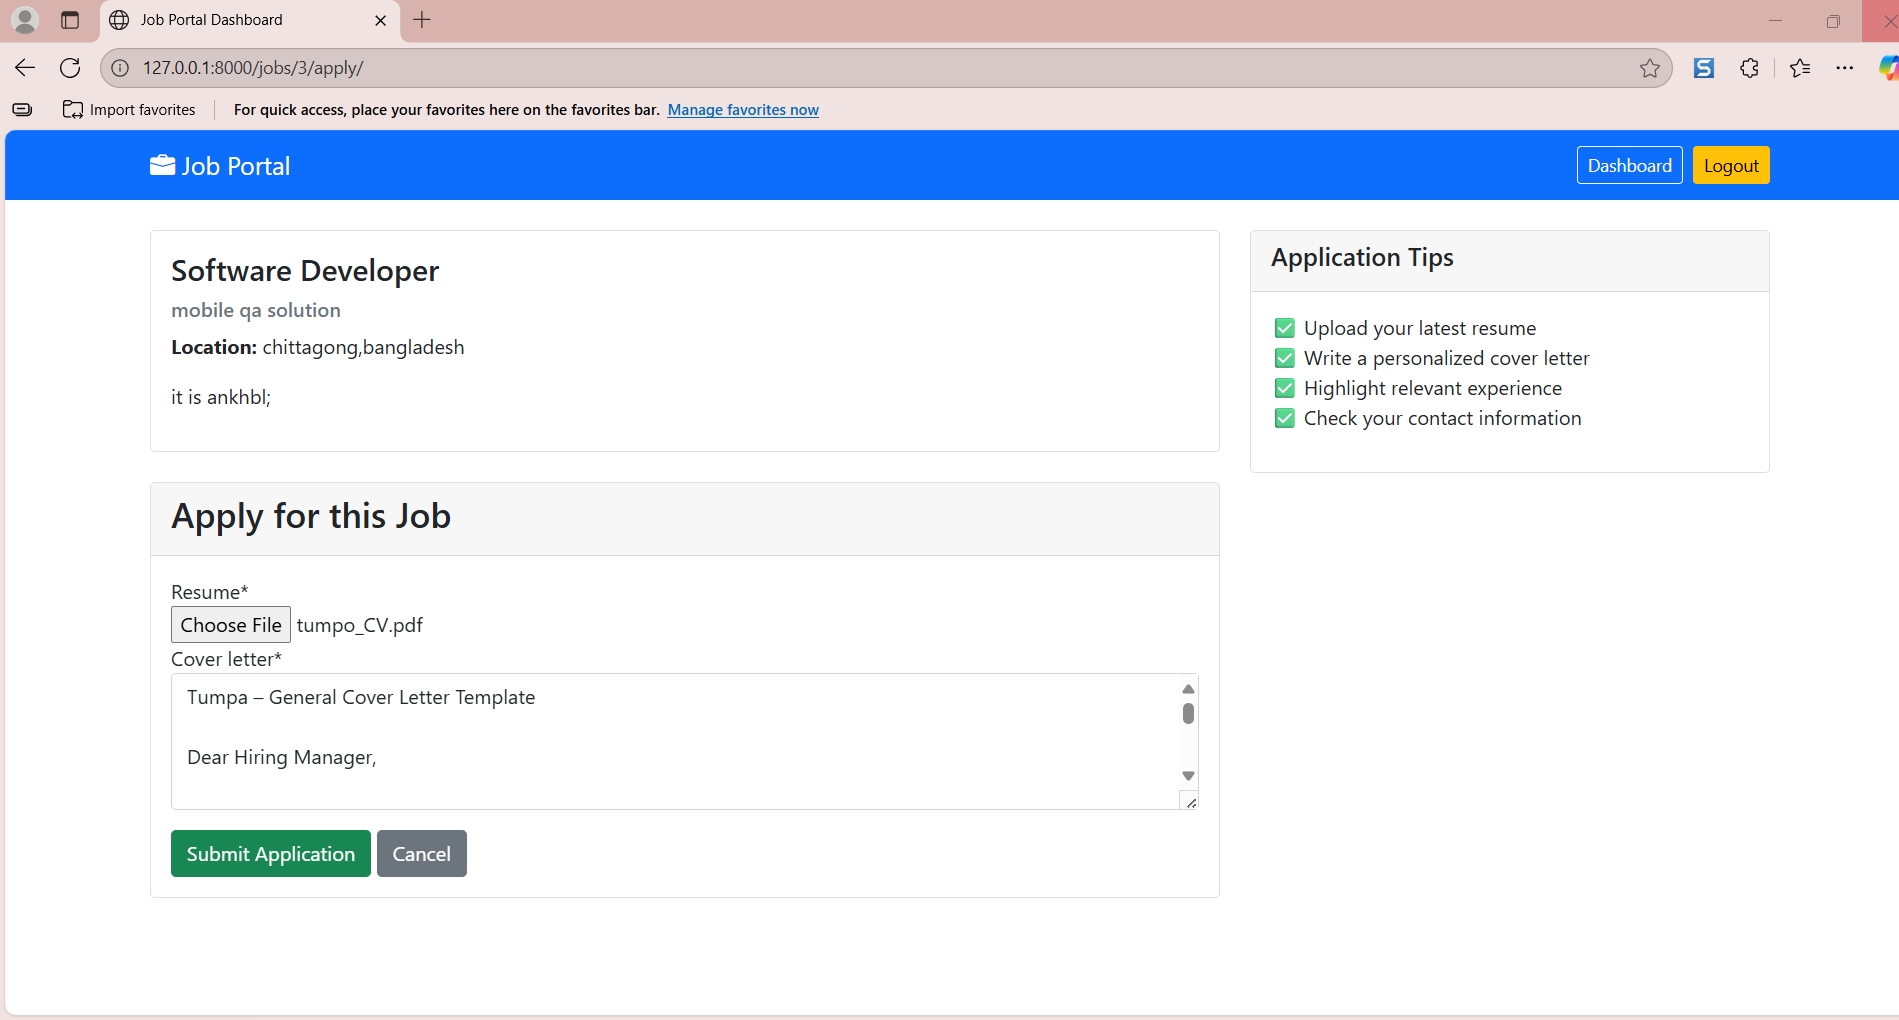 Job Portal Dashboard
127.0.0.1:8000/jobs/3/apply/
Import favorites
For quick access, place your favorites here on the favorites bar. Manage favorites now
Job Portal
Dashboard
Logout
Software Developer
mobile qa solution
Location: chittagong,bangladesh
it is ankhbl;
Application Tips
Upload your latest resume
Write a personalized cover letter
Highlight relevant experience
Check your contact information
Apply for this Job
Resume*
Choose File tumpo_CV.pdf
Cover letter*
Tumpa – General Cover Letter Template
Dear Hiring Manager,
Submit Application
Cancel